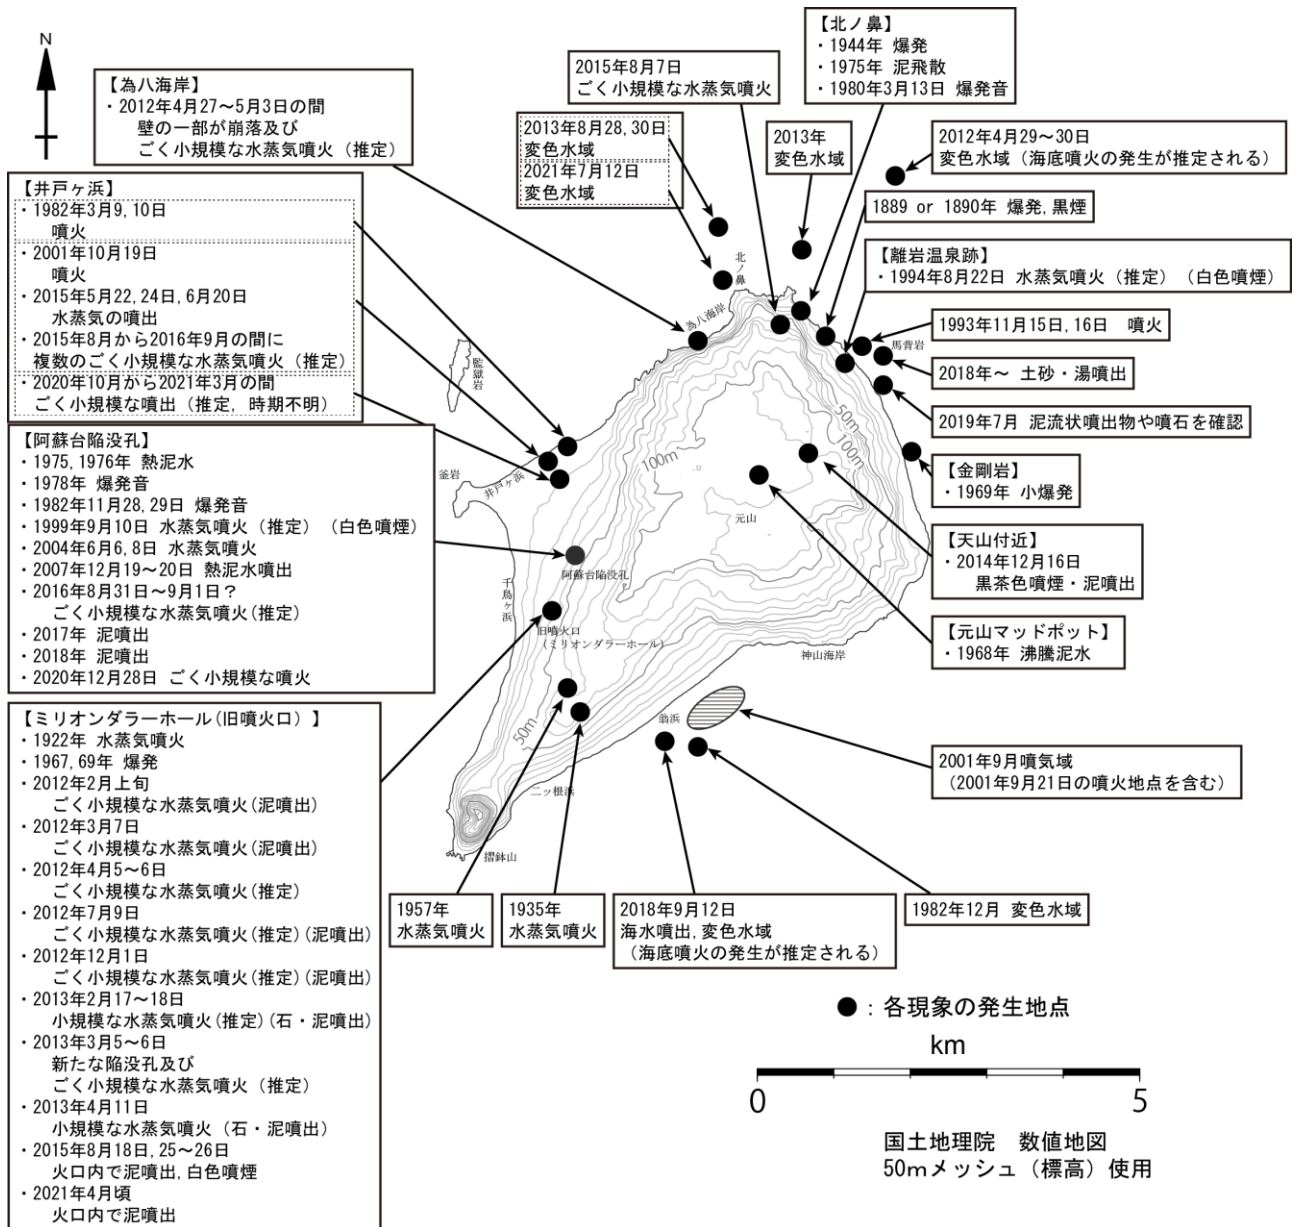 N
【為八海岸】
・2012年4月27～5月3日の間
壁の一部が崩落及び
ごく小規模な水蒸気噴火（推定）
【井戸ヶ浜】
・1982年3月9,10日
噴火
・2001年10月19日
噴火
・2015年5月22,24日,6月20日
水蒸気の噴出
・2015年8月から2016年9月の間に
複数のごく小規模な水蒸気噴火（推定）
・2020年10月から2021年3月の間
ごく小規模な噴出（推定，時期不明）
【阿蘇台陥没孔】
・1975,1976年 熱泥水
・1978年 爆発音
・1982年11月28,29日 爆発音
・1999年9月10日 水蒸気噴火（推定）（白色噴煙）
・2004年6月6,8日 水蒸気噴火
・2007年12月19～20日 熱泥水噴出
・2016年8月31日～9月1日？
ごく小規模な水蒸気噴火(推定)
・2017年 泥噴出
・2018年 泥噴出
・2020年12月28日 ごく小規模な噴火
【ミリオンダラーホール(旧噴火口）】
・1922年 水蒸気噴火
・1967,69年 爆発
・2012年2月上旬
ごく小規模な水蒸気噴火(泥噴出)
・2012年3月7日
ごく小規模な水蒸気噴火(泥噴出)
・2012年4月5～6日
ごく小規模な水蒸気噴火(推定)
・2012年7月9日
ごく小規模な水蒸気噴火(推定)(泥噴出)
・2012年12月1日
ごく小規模な水蒸気噴火(推定)(泥噴出)
・2013年2月17～18日
小規模な水蒸気噴火(推定)(石・泥噴出)
・2013年3月5～6日
新たな陥没孔及び
ごく小規模な水蒸気噴火（推定）
・2013年4月11日
小規模な水蒸気噴火（石・泥噴出）
・2015年8月18日,25～26日
火口内で泥噴出,白色噴煙
・2021年4月頃
火口内で泥噴出
2015年8月7日
ごく小規模な水蒸気噴火
2013年8月28,30日
変色水域
2021年7月12日
変色水域
【北ノ鼻】
・1944年 爆発
・1975年 泥飛散
・1980年3月13日 爆発音
2013年
変色水域
2012年4月29～30日
変色水域（海底噴火の発生が推定される）
1889 or 1890年 爆発,黒煙
【離岩温泉跡】
・1994年8月22日 水蒸気噴火（推定）（白色噴煙）
1993年11月15日,16日　噴火
2018年～ 土砂・湯噴出
2019年7月 泥流状噴出物や噴石を確認
【金剛岩】
・1969年 小爆発
【天山付近】
・2014年12月16日
黒茶色噴煙・泥噴出
【元山マッドポット】
・1968年 沸騰泥水
2001年9月噴気域
（2001年9月21日の噴火地点を含む）
1982年12月 変色水域
2018年9月12日
海水噴出,変色水域
（海底噴火の発生が推定される）
1935年
水蒸気噴火
1957年
水蒸気噴火
北ノ鼻
為八海岸
監獄岩
馬背岩
釜岩
井戸ヶ浜
100m
50m
100m
元山
阿蘇台陥没孔
千鳥ヶ浜
旧噴火口
（ミリオンダラーホール）
神山海岸
翁浜
50m
二ッ根浜
摺鉢山
●：各現象の発生地点
km
0
5
国土地理院　数値地図
50mメッシュ（標高）使用